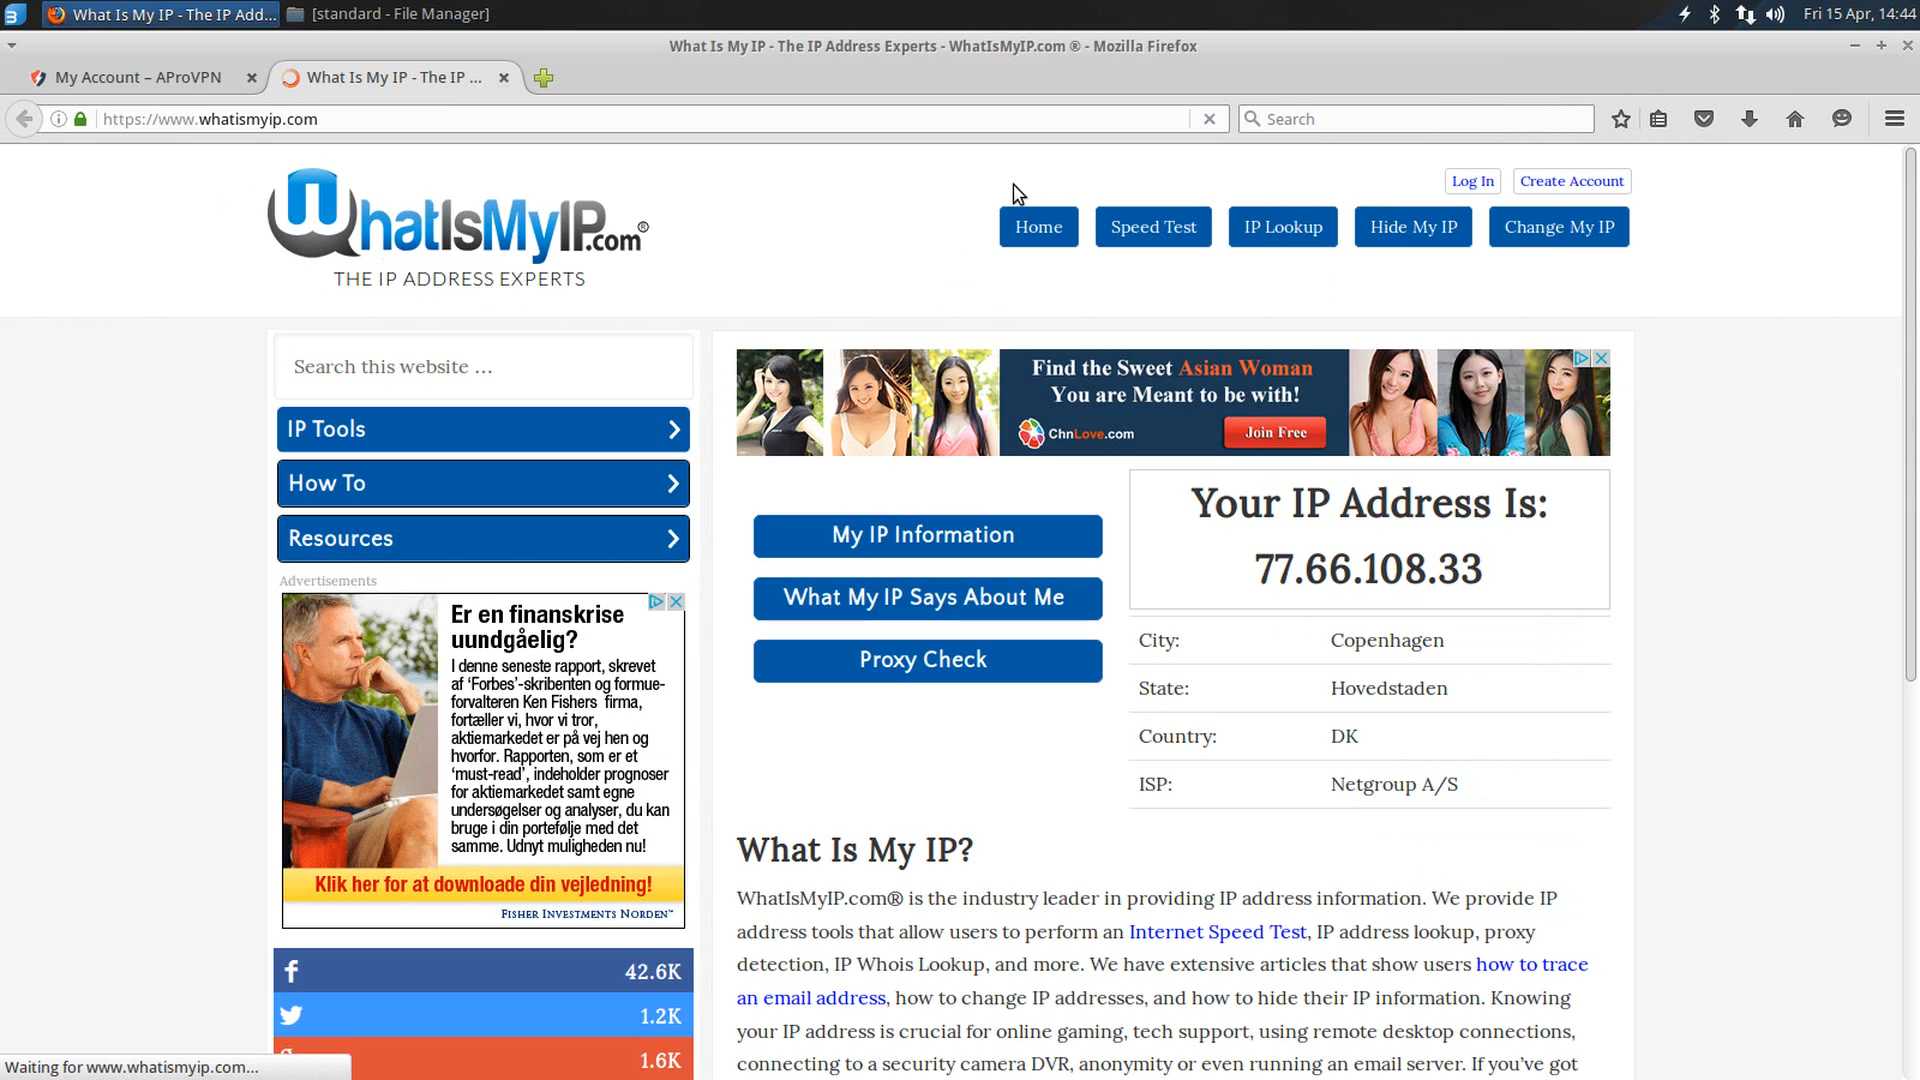 What Is My IP - The IP Add...
[standard - File Manager]
Fri 15 Apr, 14:44
What Is My IP - The IP Address Experts - WhatIsMyIP.com ® - Mozilla Firefox
My Account – AProVPN
What Is My IP - The IP ...
https://www.whatismyip.com
Search
Log In
Create Account
WhatIsMyIP.com®
THE IP ADDRESS EXPERTS
Home
Speed Test
IP Lookup
Hide My IP
Change My IP
Search this website ...
IP Tools
How To
Resources
Advertisements
Er en finanskrise
uundgåelig?
I denne seneste rapport, skrevet
af 'Forbes'-skribenten og formue-
forvalteren Ken Fishers firma,
fortæller vi, hvor vi tror,
aktiemarkedet er på vej hen og
hvorfor. Rapporten, som er et
'must-read', indeholder prognoser
for aktiemarkedet samt egne
undersøgelser og analyser, du kan
bruge i din portefølje med det
samme. Udnyt muligheden nu!
Klik her for at downloade din vejledning!
FISHER INVESTMENTS NORDEN™
42.6K
1.2K
1.6K
Find the Sweet Asian Woman
You are Meant to be with!
ChnLove.com
Join Free
My IP Information
What My IP Says About Me
Proxy Check
Your IP Address Is:
77.66.108.33
City: Copenhagen
State: Hovedstaden
Country: DK
ISP: Netgroup A/S
What Is My IP?
WhatIsMyIP.com® is the industry leader in providing IP address information. We provide IP
address tools that allow users to perform an Internet Speed Test, IP address lookup, proxy
detection, IP Whois Lookup, and more. We have extensive articles that show users how to trace
an email address, how to change IP addresses, and how to hide their IP information. Knowing
your IP address is crucial for online gaming, tech support, using remote desktop connections,
connecting to a security camera DVR, anonymity or even running an email server. If you've got
Waiting for www.whatismyip.com...